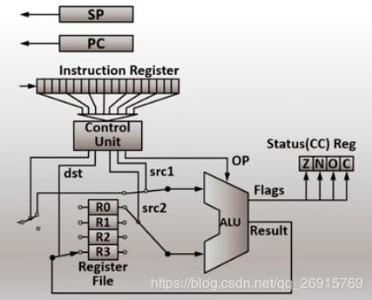 SP
PC
Instruction Register
Control
Unit
dst
src1
OP
Status(CC) Reg
Z N O C
Flags
src2
R0
R1
R2
R3
ALU
Result
Register
File
https://blog.csdn.net/qq_26915769